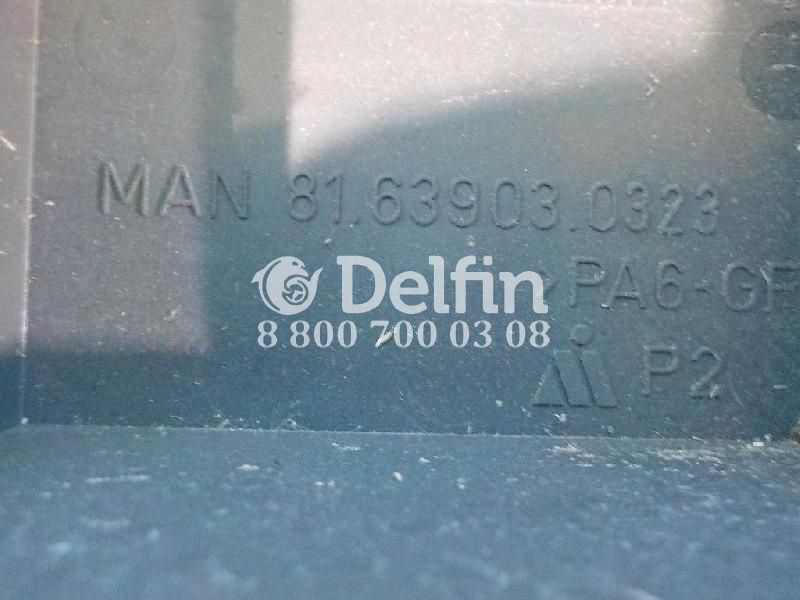 MAN 81.63903.0323
Delfin
>PA6-GF
8 800 700 03 08
P2